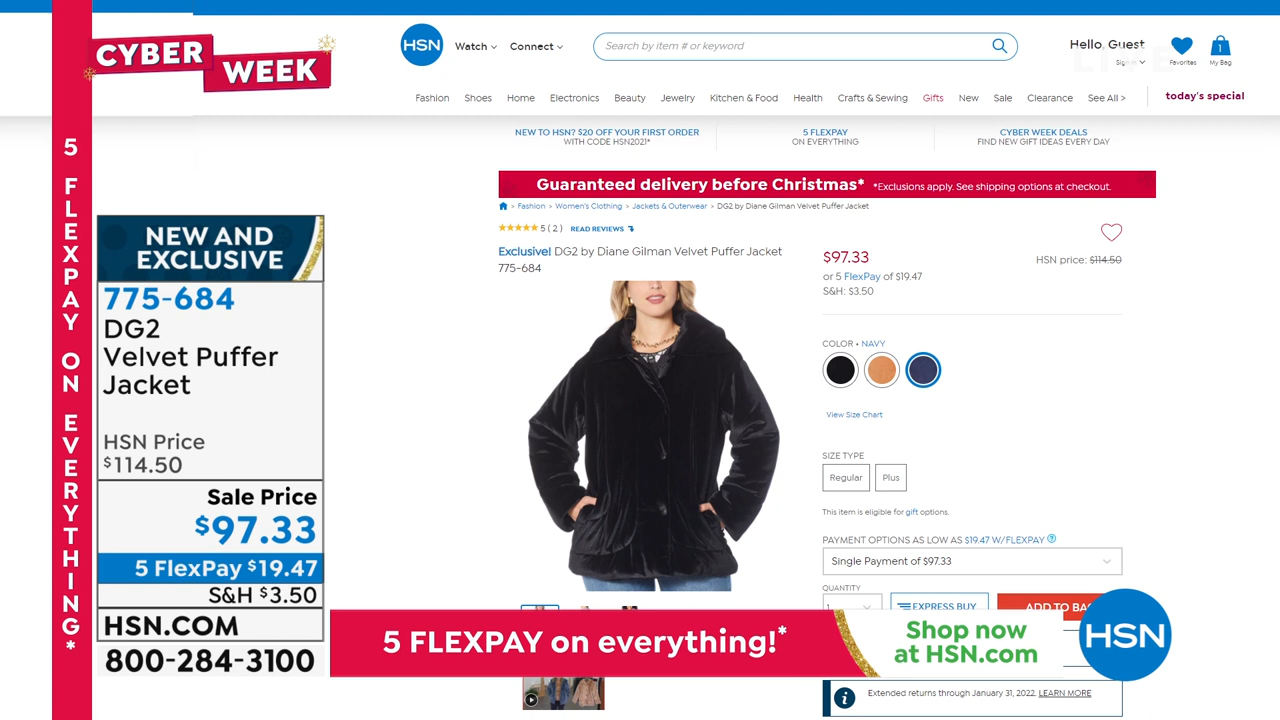 CYBER
WEEK
5 FLEXPAY ON EVERYTHING*
NEW AND
EXCLUSIVE
775-684
DG2
Velvet Puffer
Jacket
HSN Price
$114.50
Sale Price
$97.33
5 FlexPay $19.47
S&H $3.50
HSN.COM
800-284-3100
HSN
Watch
Connect
Search by item # or keyword
Hello, Guest
Sign In
Favorites
1
My Bag
Fashion Shoes Home Electronics Beauty Jewelry Kitchen & Food Health Crafts & Sewing Gifts New Sale Clearance See All >
today's special
NEW TO HSN? $20 OFF YOUR FIRST ORDER
WITH CODE HSN2021*
5 FLEXPAY
ON EVERYTHING
CYBER WEEK DEALS
FIND NEW GIFT IDEAS EVERY DAY
Guaranteed delivery before Christmas* *Exclusions apply. See shipping options at checkout.
> Fashion > Women's Clothing > Jackets & Outerwear > DG2 by Diane Gilman Velvet Puffer Jacket
5 ( 2 ) READ REVIEWS
Exclusive! DG2 by Diane Gilman Velvet Puffer Jacket
775-684
$97.33
HSN price: $114.50
or 5 FlexPay of $19.47
S&H: $3.50
COLOR • NAVY
View Size Chart
SIZE TYPE
Regular
Plus
This item is eligible for gift options.
PAYMENT OPTIONS AS LOW AS $19.47 W/FLEXPAY ?
Single Payment of $97.33
QUANTITY
1
EXPRESS BUY
ADD TO BA
5 FLEXPAY on everything!*
Shop now
at HSN.com
HSN
Extended returns through January 31, 2022. LEARN MORE